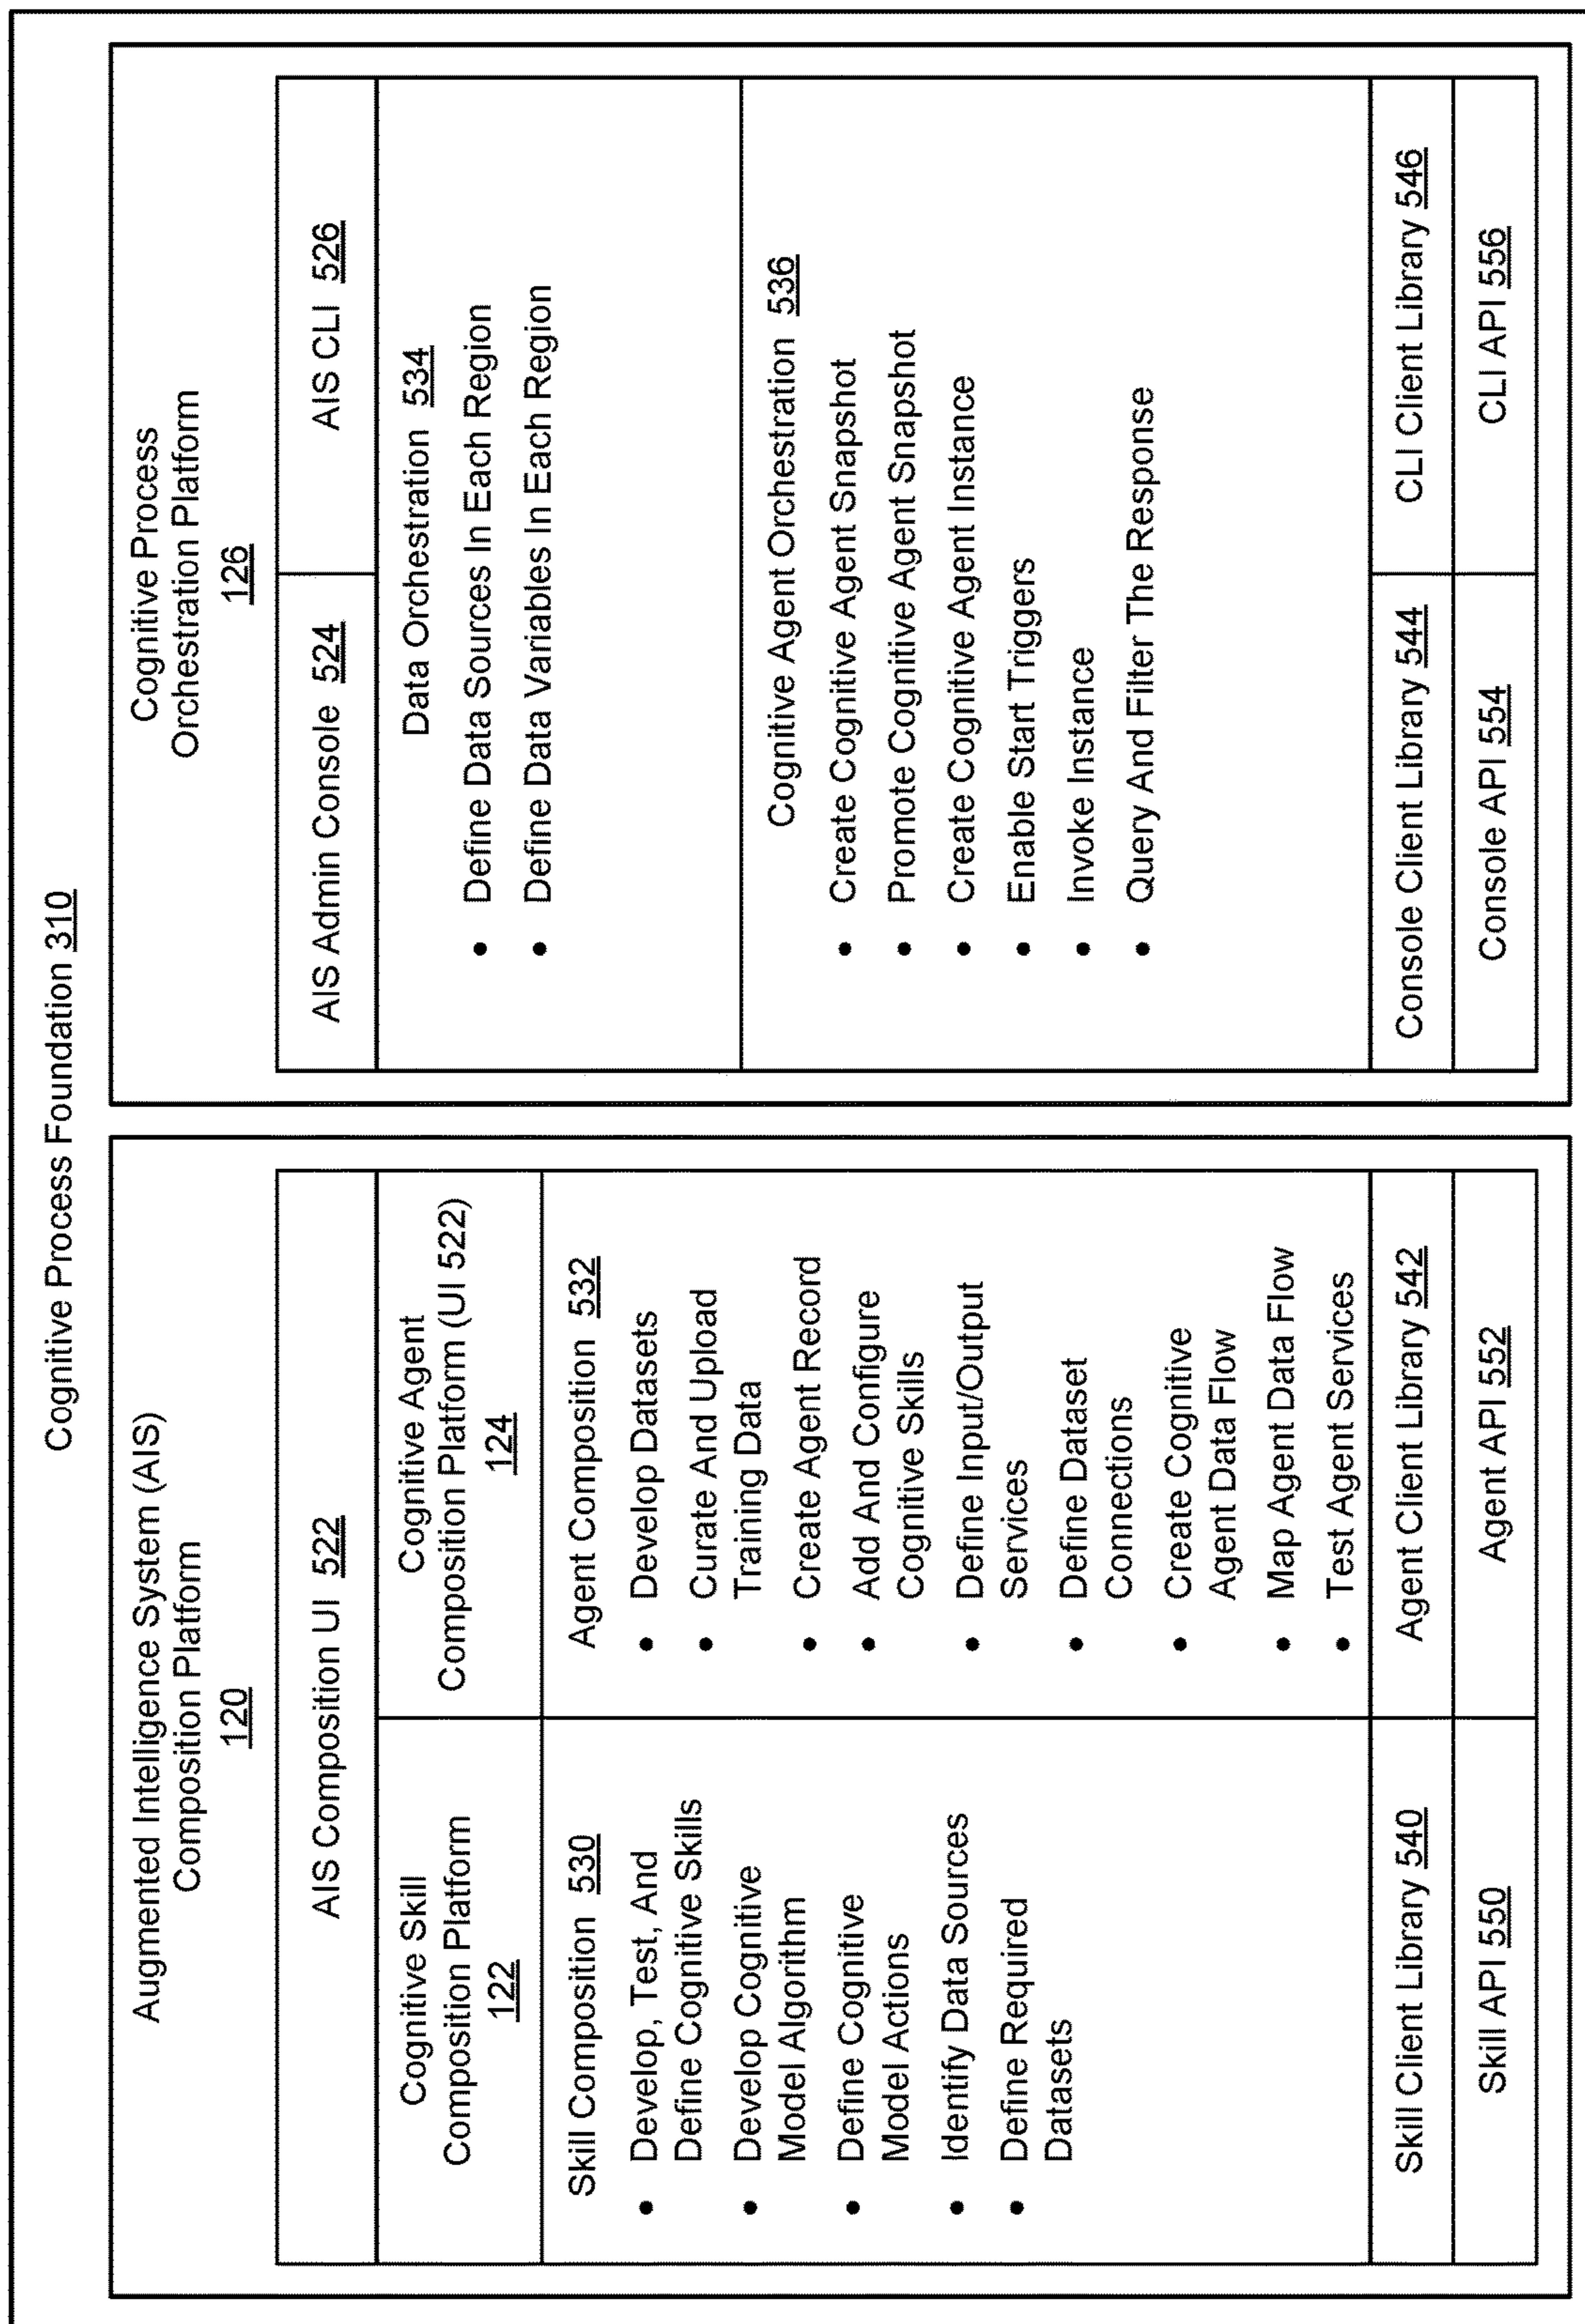 Cognitive Process Foundation 310
Augmented Intelligence System (AIS)
Composition Platform
120
AIS Composition UI 522
Cognitive Skill
Composition Platform
122
Skill Composition 530
• Develop, Test, And
Define Cognitive Skills
• Develop Cognitive
Model Algorithm
• Define Cognitive
Model Actions
• Identify Data Sources
• Define Required
Datasets
Skill Client Library 540
Skill API 550
Cognitive Agent
Composition Platform (UI 522)
124
Agent Composition 532
• Develop Datasets
• Curate And Upload
Training Data
• Create Agent Record
• Add And Configure
Cognitive Skills
• Define Input/Output
Services
• Define Dataset
Connections
• Create Cognitive
Agent Data Flow
• Map Agent Data Flow
• Test Agent Services
Agent Client Library 542
Agent API 552
Cognitive Process
Orchestration Platform
126
AIS Admin Console 524
AIS CLI 526
Data Orchestration 534
• Define Data Sources In Each Region
• Define Data Variables In Each Region
Cognitive Agent Orchestration 536
• Create Cognitive Agent Snapshot
• Promote Cognitive Agent Snapshot
• Create Cognitive Agent Instance
• Enable Start Triggers
• Invoke Instance
• Query And Filter The Response
Console Client Library 544
CLI Client Library 546
Console API 554
CLI API 556